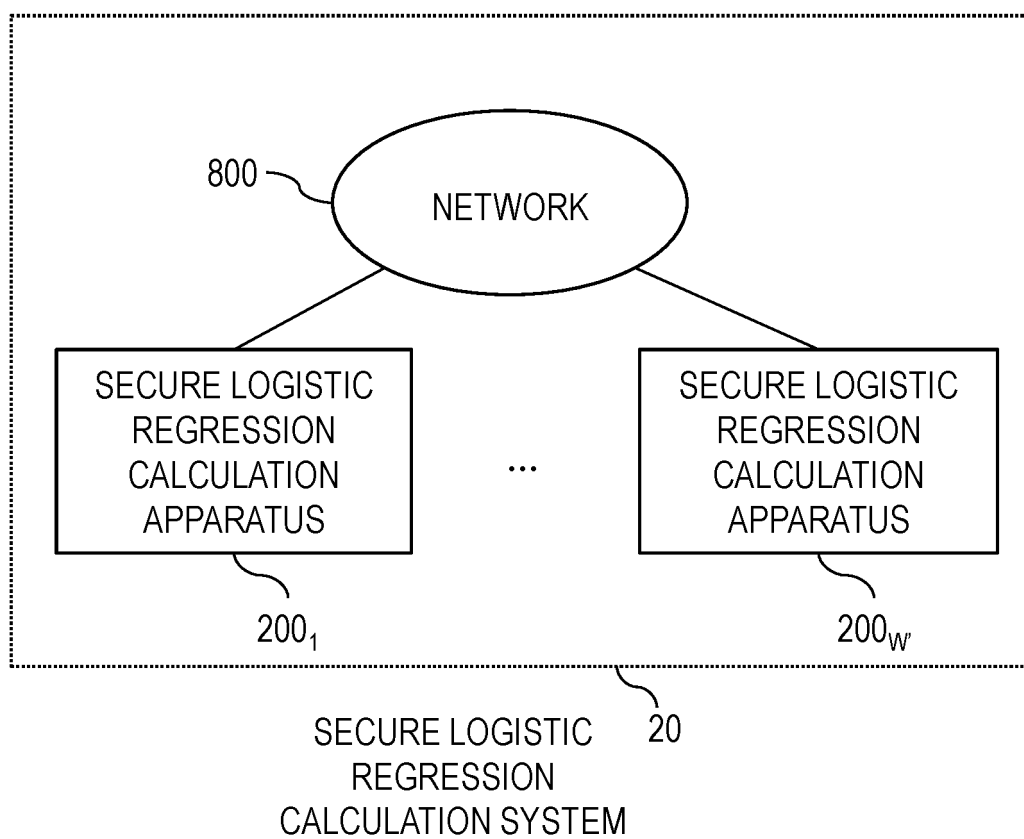 800
NETWORK
SECURE LOGISTIC
REGRESSION
CALCULATION
APPARATUS
...
SECURE LOGISTIC
REGRESSION
CALCULATION
APPARATUS
200₁
200W'
20
SECURE LOGISTIC
REGRESSION
CALCULATION SYSTEM